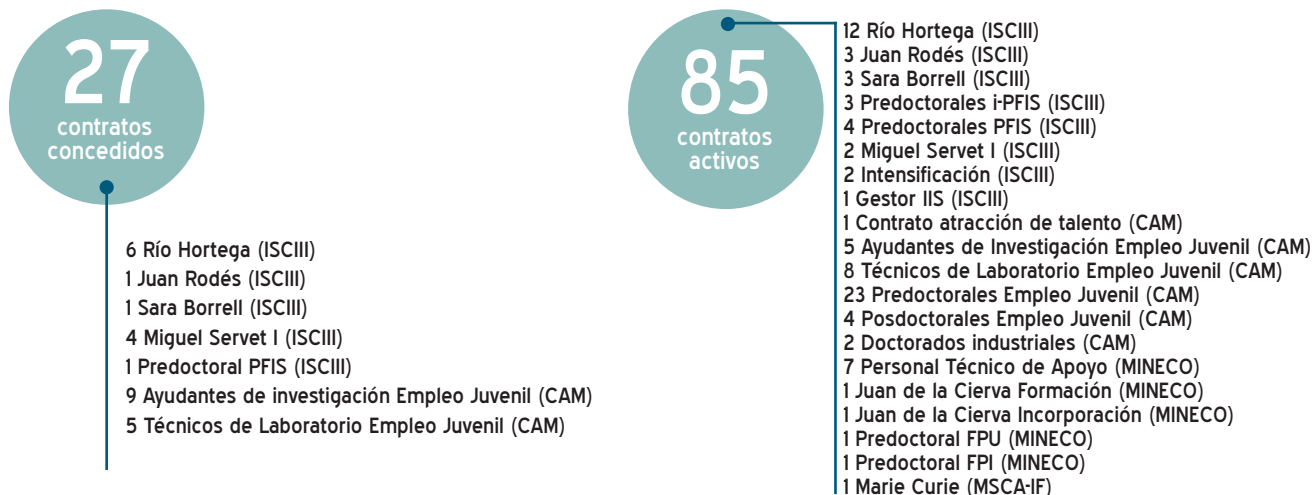 27
contratos
concedidos
6 Río Hortega (ISCIII)
1 Juan Rodés (ISCIII)
1 Sara Borrell (ISCIII)
4 Miguel Servet I (ISCIII)
1 Predoctoral PFIS (ISCIII)
9 Ayudantes de investigación Empleo Juvenil (CAM)
5 Técnicos de Laboratorio Empleo Juvenil (CAM)
85
contratos
activos
12 Río Hortega (ISCIII)
3 Juan Rodés (ISCIII)
3 Sara Borrell (ISCIII)
3 Predoctorales i-PFIS (ISCIII)
4 Predoctorales PFIS (ISCIII)
2 Miguel Servet I (ISCIII)
2 Intensificación (ISCIII)
1 Gestor IIS (ISCIII)
1 Contrato atracción de talento (CAM)
5 Ayudantes de Investigación Empleo Juvenil (CAM)
8 Técnicos de Laboratorio Empleo Juvenil (CAM)
23 Predoctorales Empleo Juvenil (CAM)
4 Posdoctorales Empleo Juvenil (CAM)
2 Doctorados industriales (CAM)
7 Personal Técnico de Apoyo (MINECO)
1 Juan de la Cierva Formación (MINECO)
1 Juan de la Cierva Incorporación (MINECO)
1 Predoctoral FPU (MINECO)
1 Predoctoral FPI (MINECO)
1 Marie Curie (MSCA-IF)